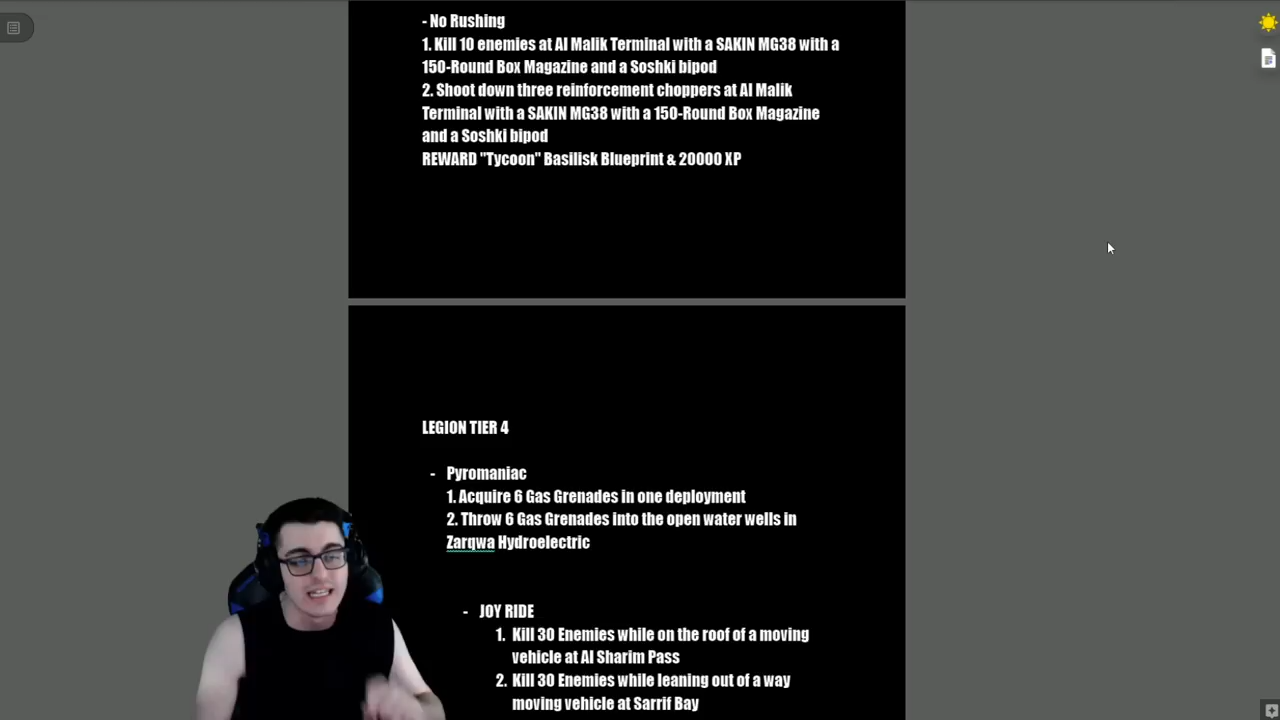 - No Rushing
1. Kill 10 enemies at Al Malik Terminal with a SAKIN MG38 with a
150-Round Box Magazine and a Soshki bipod
2. Shoot down three reinforcement choppers at Al Malik
Terminal with a SAKIN MG38 with a 150-Round Box Magazine
and a Soshki bipod
REWARD "Tycoon" Basilisk Blueprint & 20000 XP
LEGION TIER 4
- Pyromaniac
1. Acquire 6 Gas Grenades in one deployment
2. Throw 6 Gas Grenades into the open water wells in
Zarqwa Hydroelectric
- JOY RIDE
1. Kill 30 Enemies while on the roof of a moving
vehicle at Al Sharim Pass
2. Kill 30 Enemies while leaning out of a way
moving vehicle at Sarrif Bay